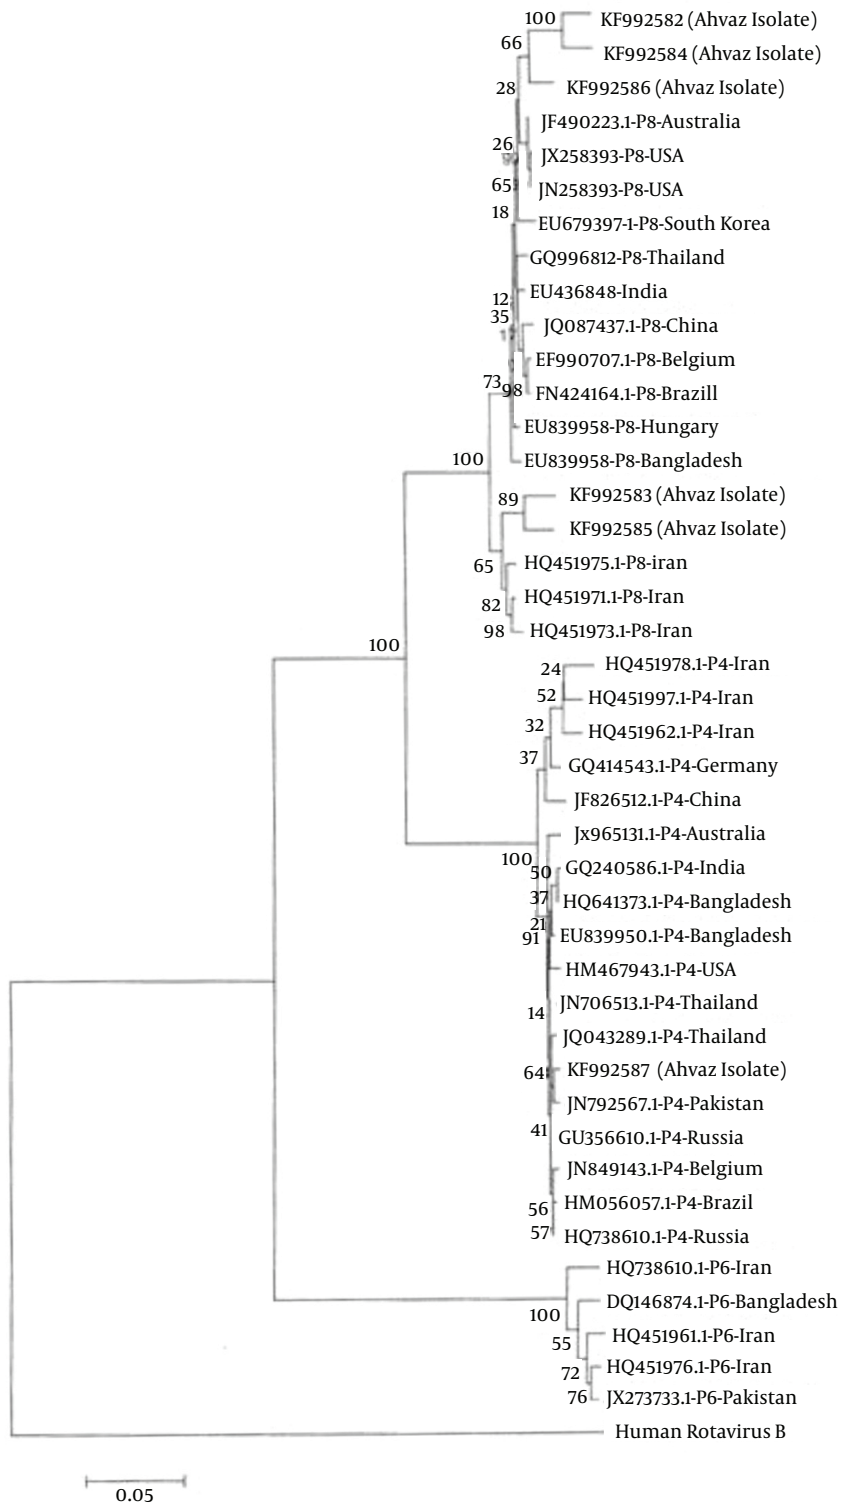 100
KF992582 (Ahvaz Isolate)
66
KF992584 (Ahvaz Isolate)
28
KF992586 (Ahvaz Isolate)
JF490223.1-P8-Australia
26
JX258393-P8-USA
65
JN258393-P8-USA
18
EU679397-1-P8-South Korea
GQ996812-P8-Thailand
12
EU436848-India
35
JQ087437.1-P8-China
EF990707.1-P8-Belgium
73
98
FN424164.1-P8-Brazill
EU839958-P8-Hungary
100
EU839958-P8-Bangladesh
89
KF992583 (Ahvaz Isolate)
KF992585 (Ahvaz Isolate)
65
HQ451975.1-P8-iran
82
HQ451971.1-P8-Iran
98
HQ451973.1-P8-Iran
100
24
HQ451978.1-P4-Iran
52
HQ451997.1-P4-Iran
32
HQ451962.1-P4-Iran
37
GQ414543.1-P4-Germany
JF826512.1-P4-China
Jx965131.1-P4-Australia
100
50
GQ240586.1-P4-India
37
HQ641373.1-P4-Bangladesh
21
91
EU839950.1-P4-Bangladesh
HM467943.1-P4-USA
14
JN706513.1-P4-Thailand
JQ043289.1-P4-Thailand
64
KF992587 (Ahvaz Isolate)
JN792567.1-P4-Pakistan
41
GU356610.1-P4-Russia
JN849143.1-P4-Belgium
56
HM056057.1-P4-Brazil
57
HQ738610.1-P4-Russia
HQ738610.1-P6-Iran
100
DQ146874.1-P6-Bangladesh
55
HQ451961.1-P6-Iran
72
HQ451976.1-P6-Iran
76
JX273733.1-P6-Pakistan
Human Rotavirus B
0.05